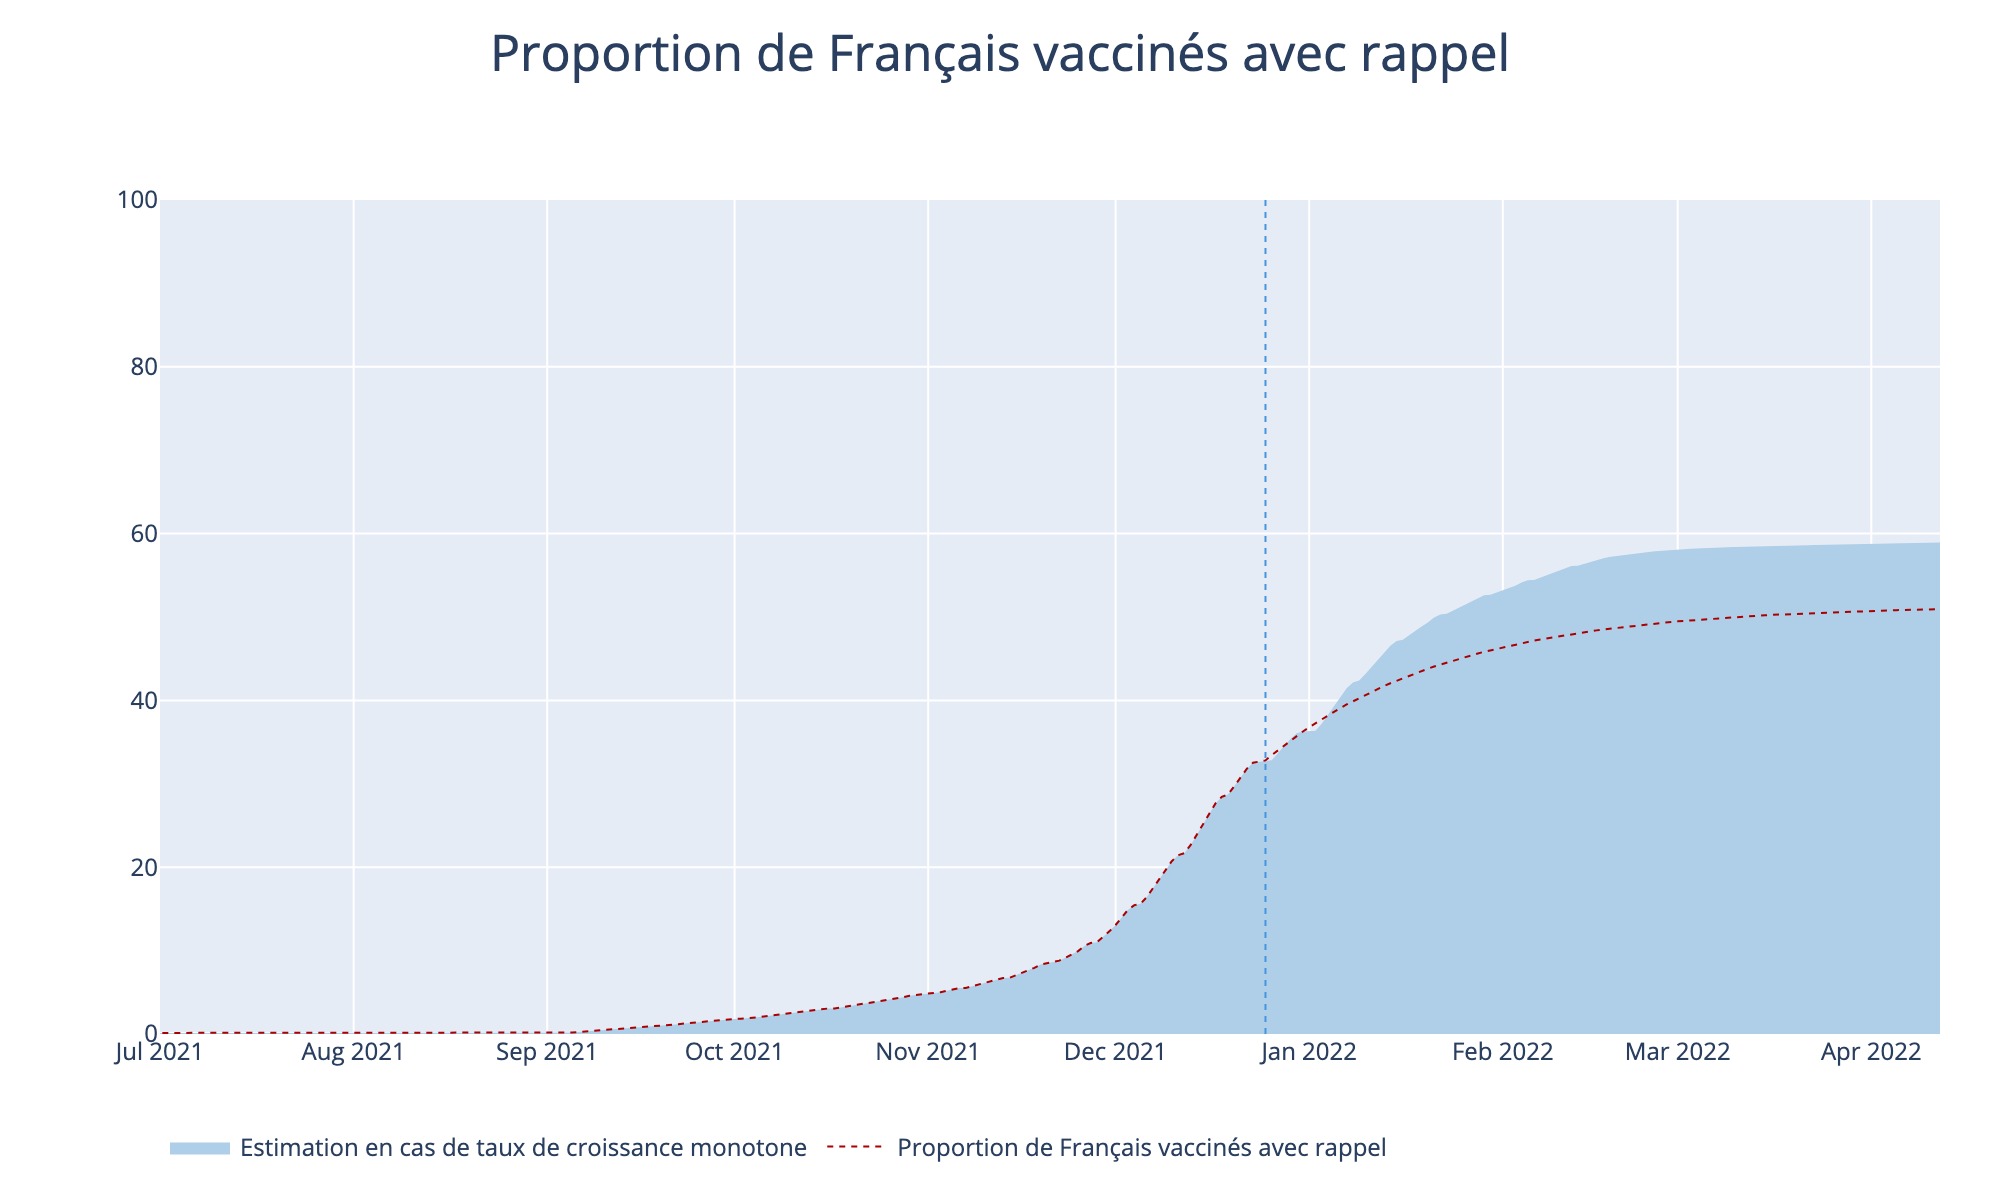 Proportion de Français vaccinés avec rappel
100
80
60
40
20
0
Jul 2021 Aug 2021 Sep 2021 Oct 2021 Nov 2021 Dec 2021 Jan 2022 Feb 2022 Mar 2022 Apr 2022
Estimation en cas de taux de croissance monotone Proportion de Français vaccinés avec rappel